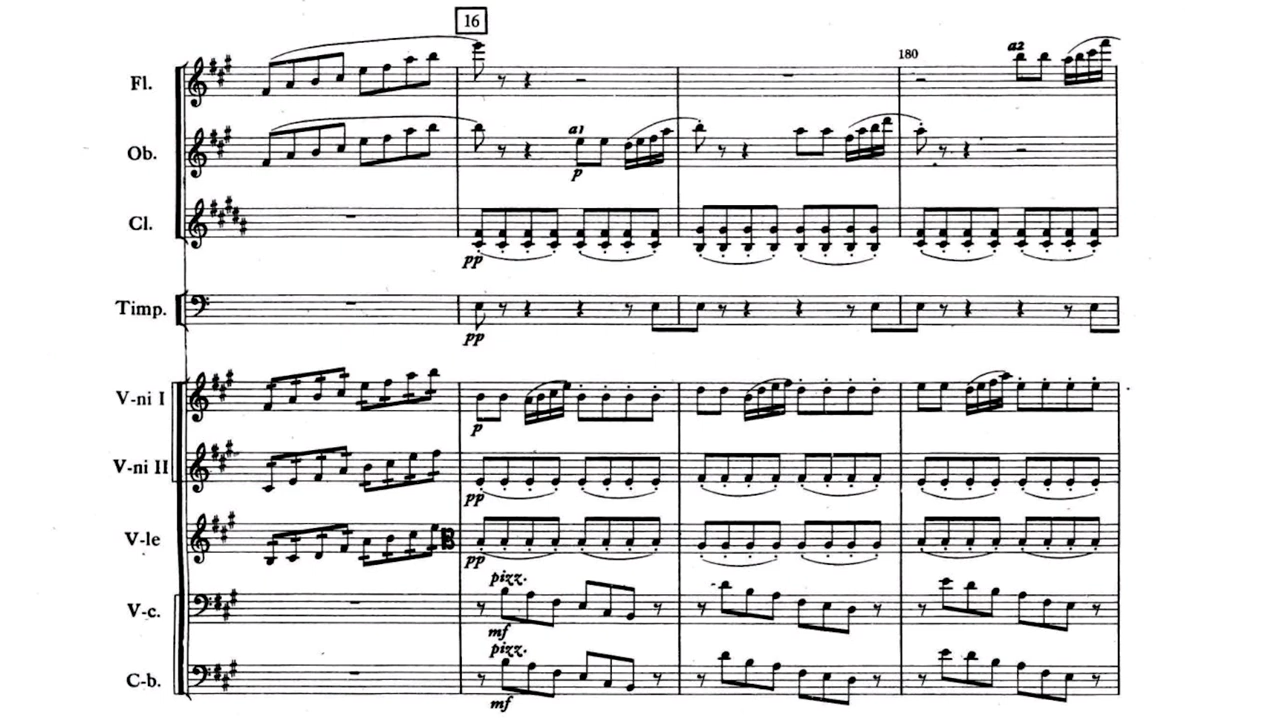 16
180
a2
Fl.
a1
Ob.
p
Cl.
pp
Timp.
pp
V-ni I
p
V-ni II
pp
V-le
pp
pizz.
V-c.
mf
pizz.
C-b.
mf